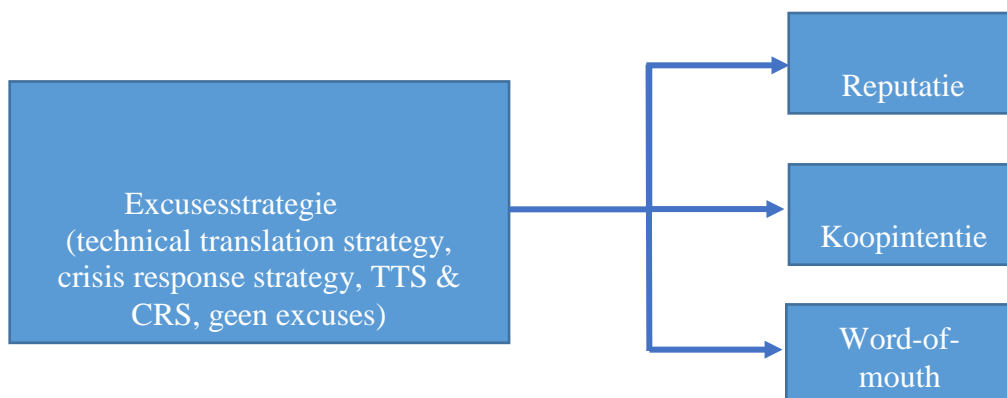 Excusesstrategie
(technical translation strategy,
crisis response strategy, TTS &
CRS, geen excuses)
Reputatie
Koopintentie
Word-of-
mouth